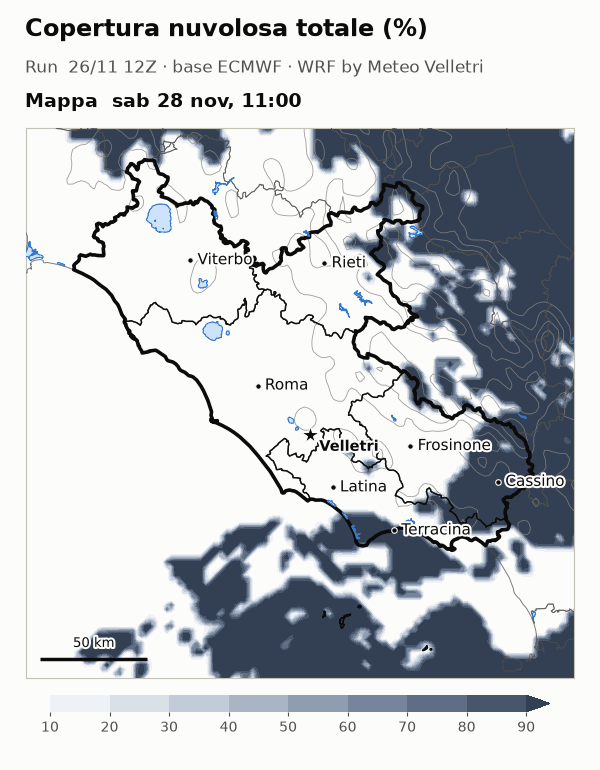 Copertura nuvolosa totale (%)
Run  26/11 12Z · base ECMWF · WRF by Meteo Velletri
Mappa  sab 28 nov, 11:00
Viterbo
Rieti
Roma
Velletri
Frosinone
Latina
Cassino
Terracina
50 km
10 20 30 40 50 60 70 80 90